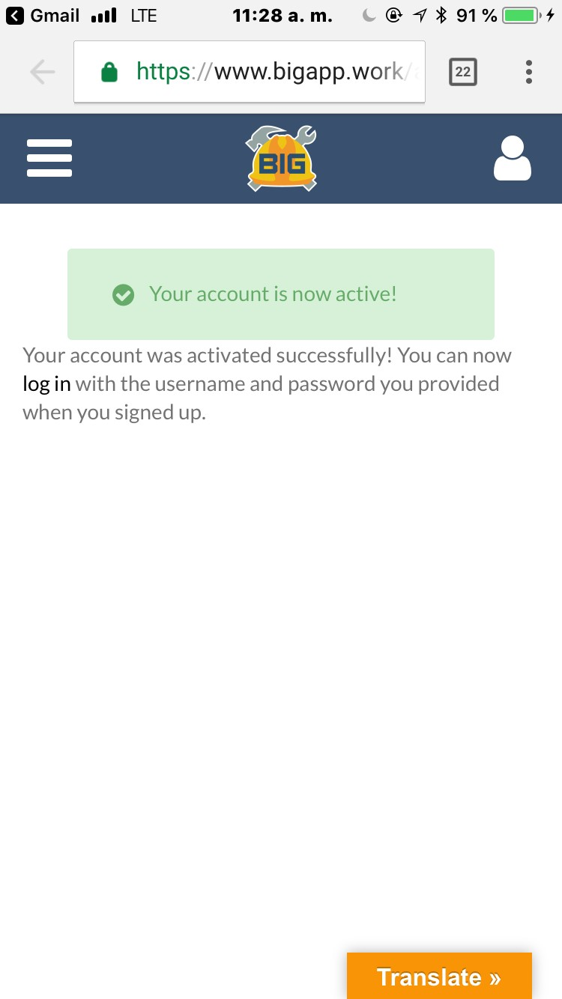 Gmail LTE 11:28 a. m. 91 %
https://www.bigapp.work/
22
BIG
Your account is now active!
Your account was activated successfully! You can now
log in with the username and password you provided
when you signed up.
Translate »